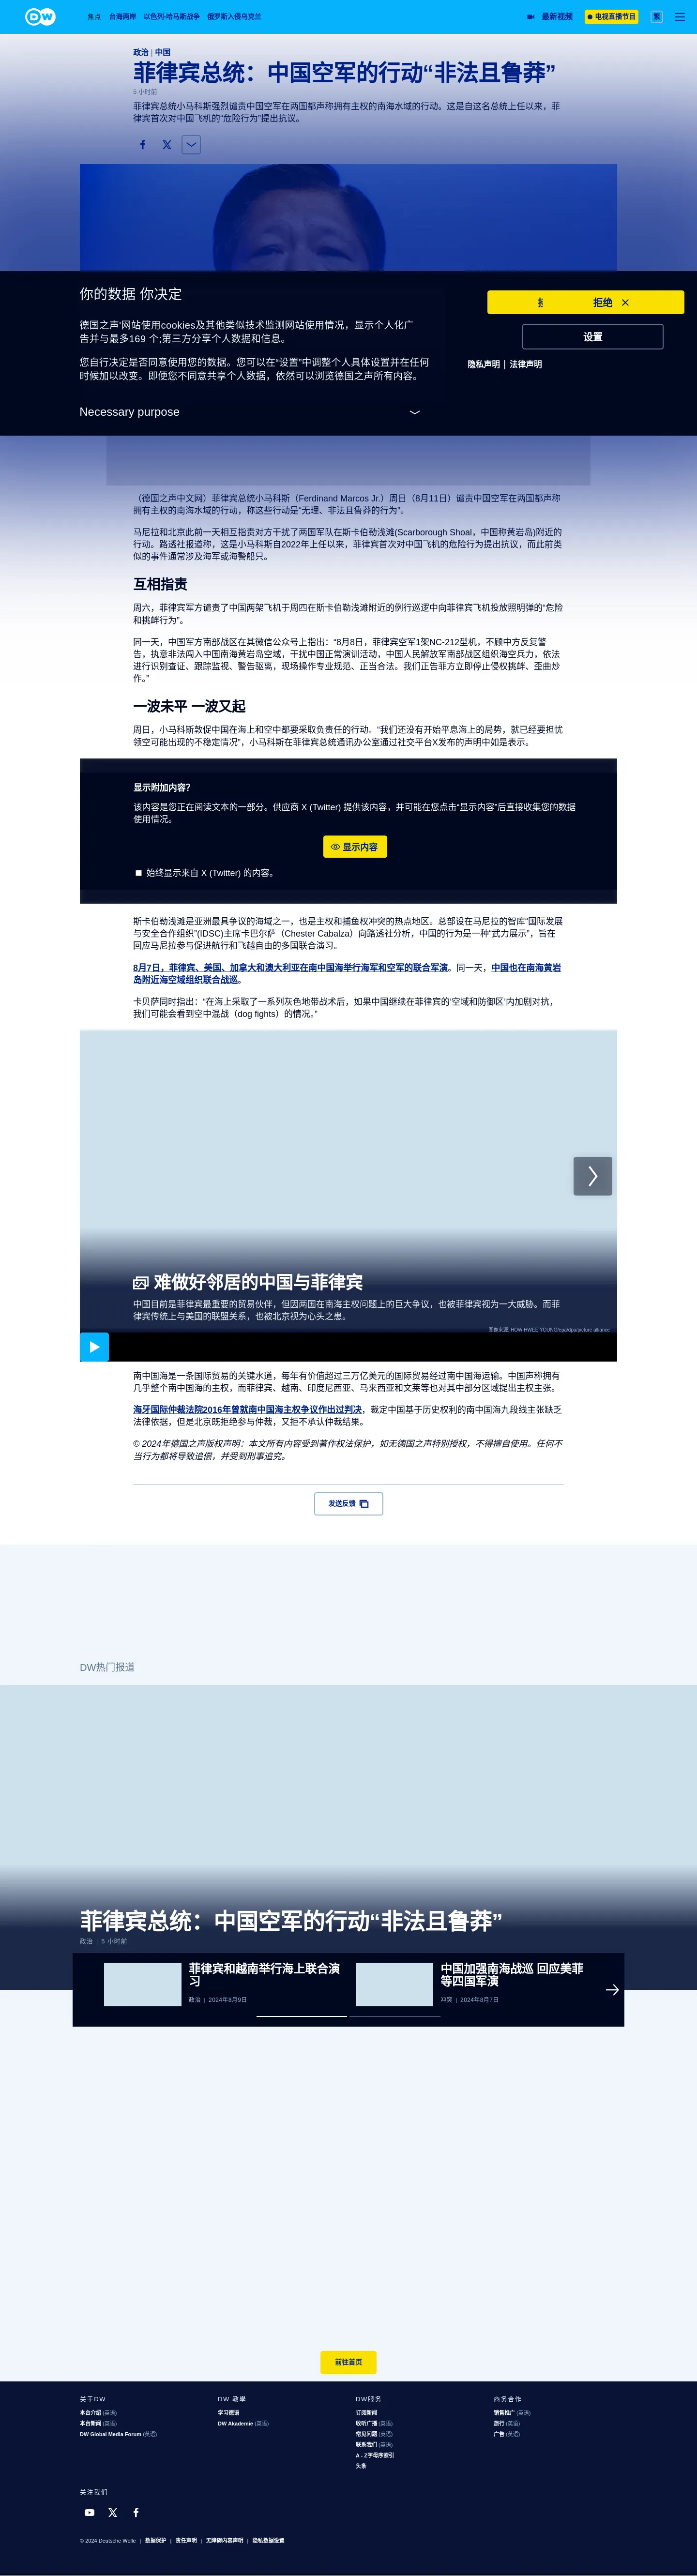 DW
焦点 台海两岸 以色列-哈马斯战争 俄罗斯入侵乌克兰
最新视频 电视直播节目 繁
政治 | 中国
菲律宾总统：中国空军的行动“非法且鲁莽”
5 小时前
菲律宾总统小马科斯强烈谴责中国空军在两国都声称拥有主权的南海水域的行动。这是自这名总统上任以来，菲
律宾首次对中国飞机的“危险行为”提出抗议。
你的数据 你决定
拒绝
德国之声'网站使用cookies及其他类似技术监测网站使用情况，显示个人化广
告并与最多169 个;第三方分享个人数据和信息。
设置
您自行决定是否同意使用您的数据。您可以在“设置”中调整个人具体设置并在任何
时候加以改变。即便您不同意共享个人数据，依然可以浏览德国之声所有内容。
隐私声明 | 法律声明
Necessary purpose
（德国之声中文网）菲律宾总统小马科斯（Ferdinand Marcos Jr.）周日（8月11日）谴责中国空军在两国都声称
拥有主权的南海水域的行动，称这些行动是“无理、非法且鲁莽的行为”。
马尼拉和北京此前一天相互指责对方干扰了两国军队在斯卡伯勒浅滩(Scarborough Shoal，中国称黄岩岛)附近的
行动。路透社报道称，这是小马科斯自2022年上任以来，菲律宾首次对中国飞机的危险行为提出抗议，而此前类
似的事件通常涉及海军或海警船只。
互相指责
周六，菲律宾军方谴责了中国两架飞机于周四在斯卡伯勒浅滩附近的例行巡逻中向菲律宾飞机投放照明弹的“危险
和挑衅行为”。
同一天，中国军方南部战区在其微信公众号上指出：“8月8日，菲律宾空军1架NC-212型机，不顾中方反复警
告，执意非法闯入中国南海黄岩岛空域，干扰中国正常演训活动，中国人民解放军南部战区组织海空兵力，依法
进行识别查证、跟踪监视、警告驱离，现场操作专业规范、正当合法。我们正告菲方立即停止侵权挑衅、歪曲炒
作。”
一波未平 一波又起
周日，小马科斯敦促中国在海上和空中都要采取负责任的行动。“我们还没有开始平息海上的局势，就已经要担忧
领空可能出现的不稳定情况”，小马科斯在菲律宾总统通讯办公室通过社交平台X发布的声明中如是表示。
显示附加内容?
该内容是您正在阅读文本的一部分。供应商 X (Twitter) 提供该内容，并可能在您点击“显示内容”后直接收集您的数据
使用情况。
显示内容
始终显示来自 X (Twitter) 的内容。
斯卡伯勒浅滩是亚洲最具争议的海域之一，也是主权和捕鱼权冲突的热点地区。总部设在马尼拉的智库“国际发展
与安全合作组织”(IDSC)主席卡巴尔萨（Chester Cabalza）向路透社分析，中国的行为是一种“武力展示”，旨在
回应马尼拉参与促进航行和飞越自由的多国联合演习。
8月7日，菲律宾、美国、加拿大和澳大利亚在南中国海举行海军和空军的联合军演。同一天，中国也在南海黄岩
岛附近海空域组织联合战巡。
卡贝萨同时指出：“在海上采取了一系列灰色地带战术后，如果中国继续在菲律宾的‘空域和防御区’内加剧对抗，
我们可能会看到空中混战（dog fights）的情况。”
难做好邻居的中国与菲律宾
中国目前是菲律宾最重要的贸易伙伴，但因两国在南海主权问题上的巨大争议，也被菲律宾视为一大威胁。而菲
律宾传统上与美国的联盟关系，也被北京视为心头之患。
图像来源: HOW HWEE YOUNG/epa/dpa/picture alliance
南中国海是一条国际贸易的关键水道，每年有价值超过三万亿美元的国际贸易经过南中国海运输。中国声称拥有
几乎整个南中国海的主权，而菲律宾、越南、印度尼西亚、马来西亚和文莱等也对其中部分区域提出主权主张。
海牙国际仲裁法院2016年曾就南中国海主权争议作出过判决，裁定中国基于历史权利的南中国海九段线主张缺乏
法律依据，但是北京既拒绝参与仲裁，又拒不承认仲裁结果。
© 2024年德国之声版权声明：本文所有内容受到著作权法保护，如无德国之声特别授权，不得擅自使用。任何不
当行为都将导致追偿，并受到刑事追究。
发送反馈
DW热门报道
菲律宾总统：中国空军的行动“非法且鲁莽”
政治 | 5 小时前
菲律宾和越南举行海上联合演
习
政治 | 2024年8月9日
中国加强南海战巡 回应美菲
等四国军演
冲突 | 2024年8月7日
前往首页
关于DW
本台介绍 (英语)
本台新闻 (英语)
DW Global Media Forum (英语)
DW 教學
学习德语
DW Akademie (英语)
DW服务
订阅新闻
收听广播 (英语)
常见问题 (英语)
联系我们 (英语)
A - Z字母序索引
头条
商务合作
销售推广 (英语)
旅行 (英语)
广告 (英语)
关注我们
© 2024 Deutsche Welle | 数据保护 | 责任声明 | 无障碍内容声明 | 隐私数据设置